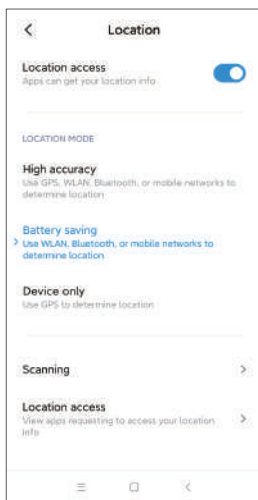 Location
Location access
Apps can get your location info
LOCATION MODE
High accuracy
Use GPS, WLAN, Bluetooth, or mobile networks to
determine location
Battery saving
Use WLAN, Bluetooth, or mobile networks to
determine location
Device only
Use GPS to determine location
Scanning
Location access
View apps requesting to access your location
info